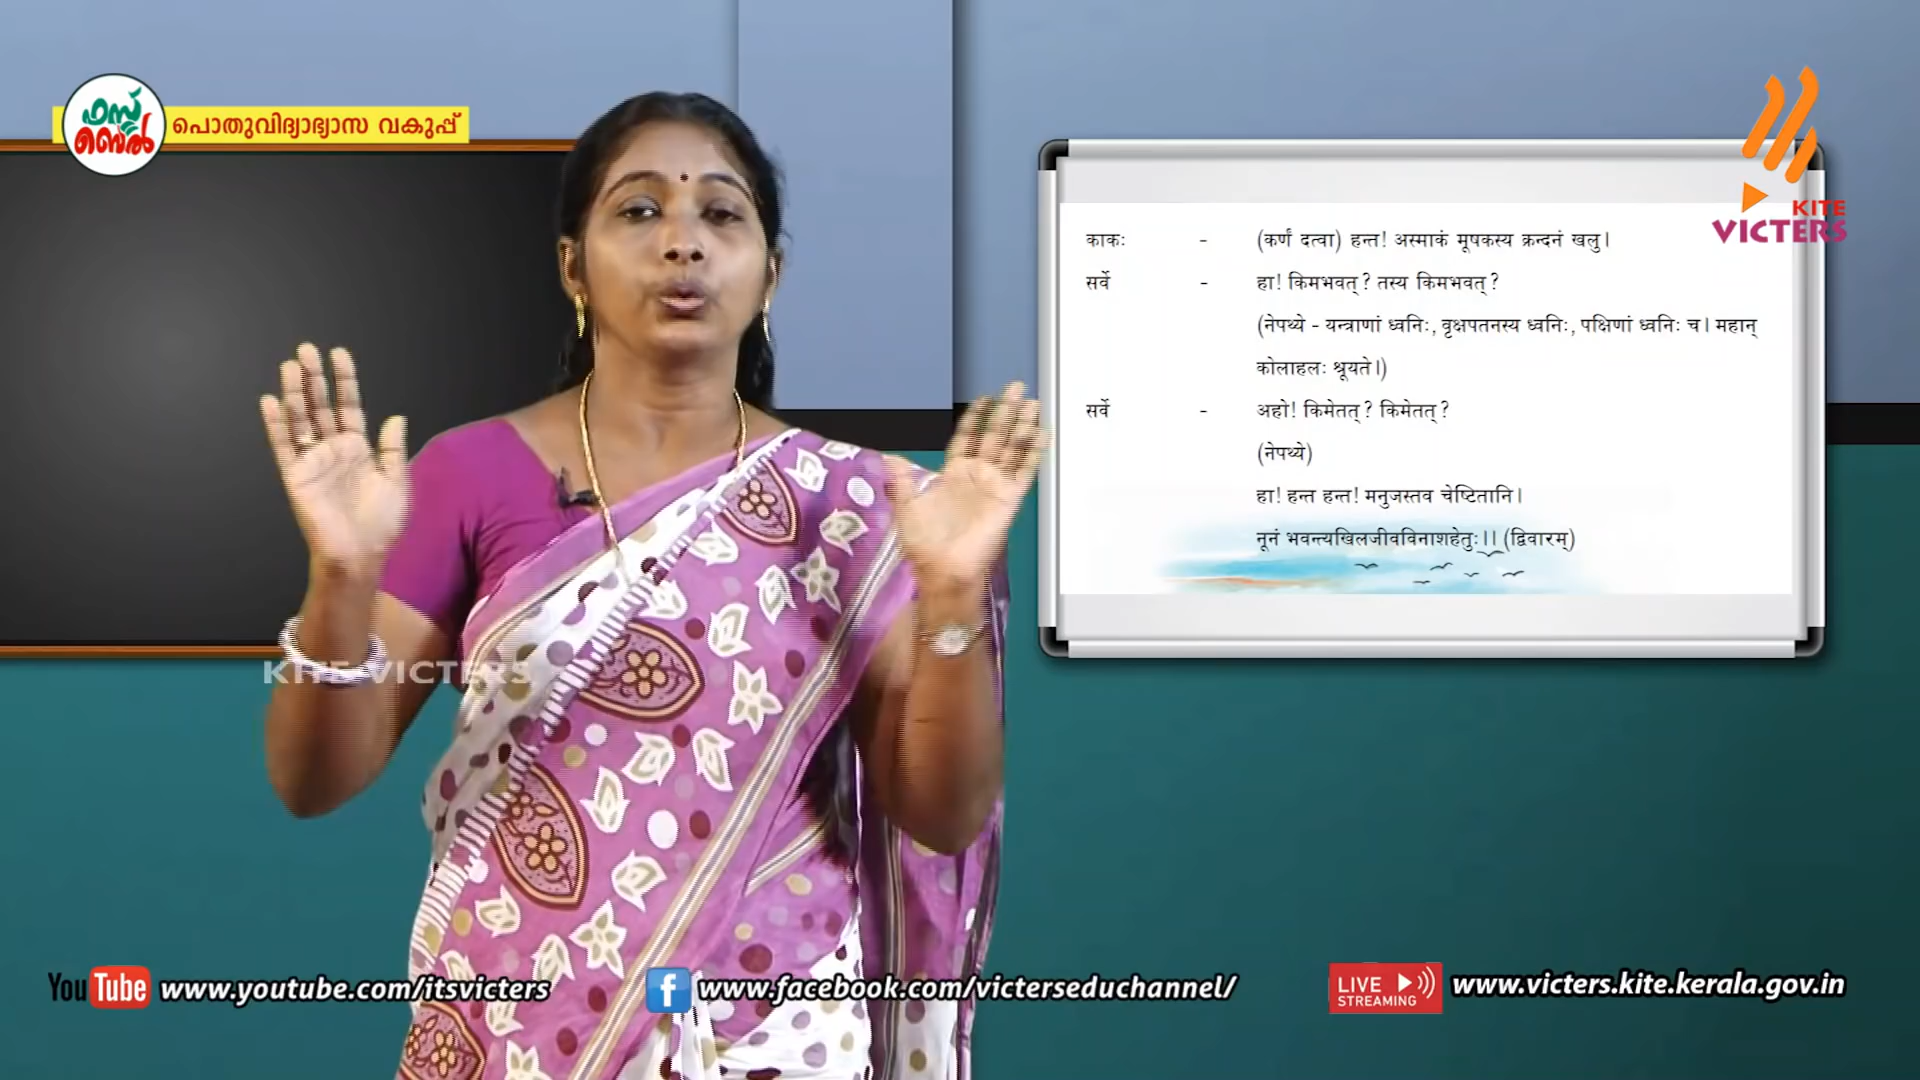 ഫസ്റ്റ്
ബെൽ
പൊതുവിദ്യാഭ്യാസ വകുപ്പ്
KITE
VICTERS
काकः - (कर्णं दत्वा) हन्त! अस्माकं मूषकस्य क्रन्दनं खलु।
सर्वे - हा! किमभवत्? तस्य किमभवत्?
(नेपथ्ये - यन्त्राणां ध्वनिः, वृक्षपतनस्य ध्वनिः, पक्षिणां ध्वनिः च। महान्
कोलाहलः श्रूयते।)
सर्वे - अहो! किमेतत्? किमेतत्?
(नेपथ्ये)
हा! हन्त हन्त! मनुजस्तव चेष्टितानि।
नूनं भवन्त्यखिलजीवविनाशहेतुः।। (द्विवारम्)
KITE VICTERS
YouTube www.youtube.com/itsvicters
f www.facebook.com/victerseduchannel/
LIVE STREAMING www.victers.kite.kerala.gov.in